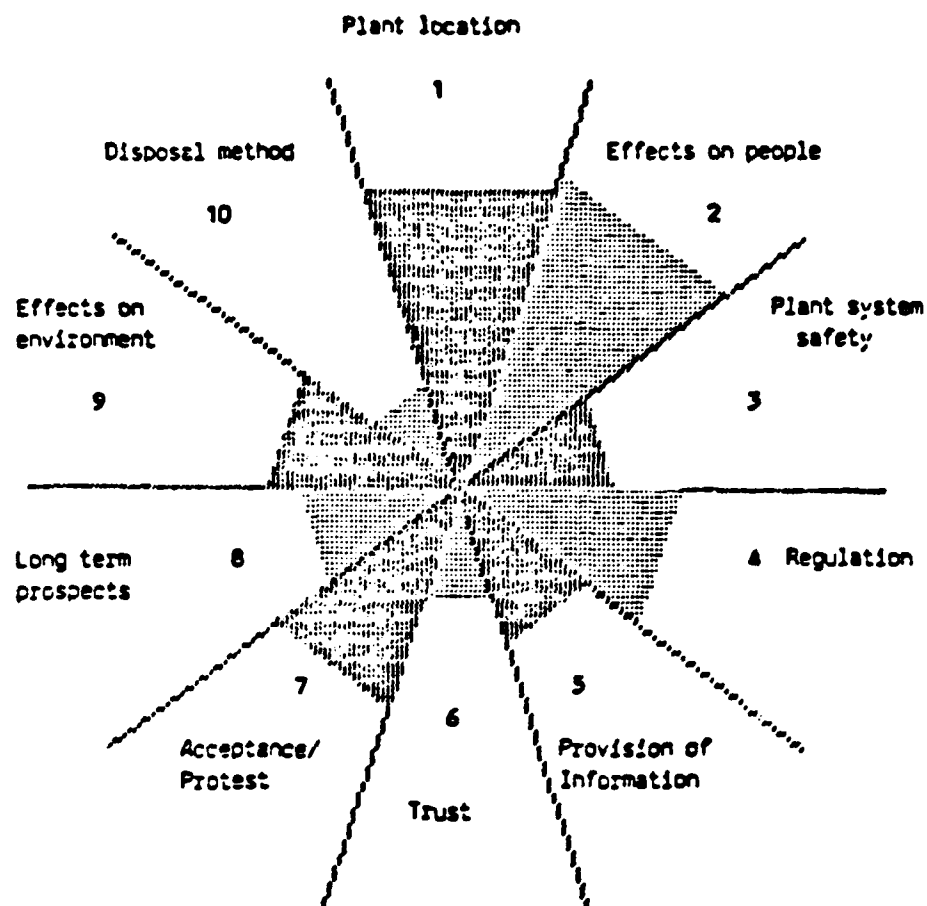 Plant location
1
Effects on people
2
Plant system
safety
3
4 Regulation
5
Provision of
Information
6
Trust
7
Acceptance/
Protest
8
Long term
prospects
Effects on
environment
9
Disposal method
10